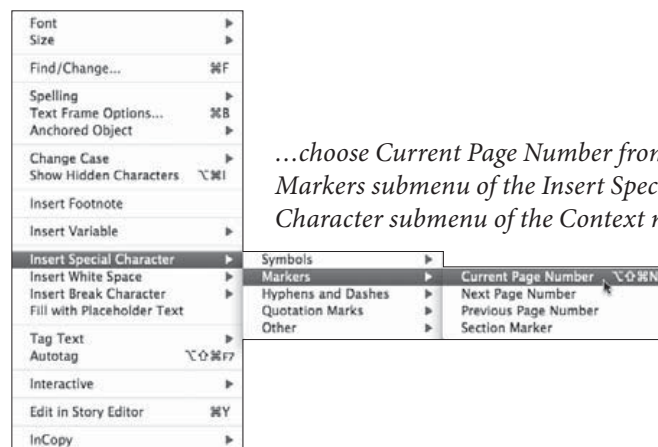 Font
Size
Find/Change... ⌘F
Spelling
Text Frame Options... ⌘B
Anchored Object
Change Case
Show Hidden Characters ⌥⌘I
Insert Footnote
Insert Variable
Insert Special Character
Insert White Space
Insert Break Character
Fill with Placeholder Text
Tag Text
Autotag ⌥⇧⌘F7
Interactive
Edit in Story Editor ⌘Y
InCopy
…choose Current Page Number from
Markers submenu of the Insert Spec
Character submenu of the Context
Symbols
Markers
Hyphens and Dashes
Quotation Marks
Other
Current Page Number ⌥⇧⌘N
Next Page Number
Previous Page Number
Section Marker